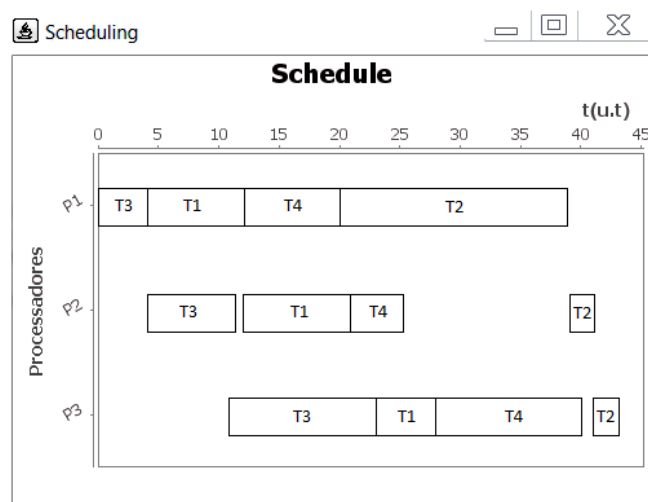 Scheduling
Schedule
t(u.t)
0 5 10 15 20 25 30 35 40 45
P1 T3 T1 T4 T2
P2 T3 T1 T4 T2
P3 T3 T1 T4 T2
Processadores